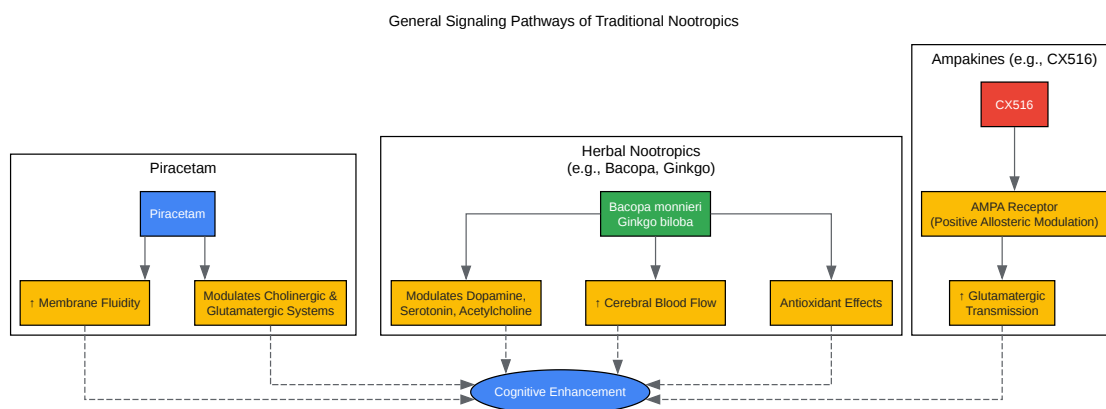 General Signaling Pathways of Traditional Nootropics
Piracetam
Piracetam
↑ Membrane Fluidity
Modulates Cholinergic &
Glutamatergic Systems
Herbal Nootropics
(e.g., Bacopa, Ginkgo)
Bacopa monnieri
Ginkgo biloba
Modulates Dopamine,
Serotonin, Acetylcholine
↑ Cerebral Blood Flow
Antioxidant Effects
Ampakines (e.g., CX516)
CX516
AMPA Receptor
(Positive Allosteric Modulation)
↑ Glutamatergic
Transmission
Cognitive Enhancement